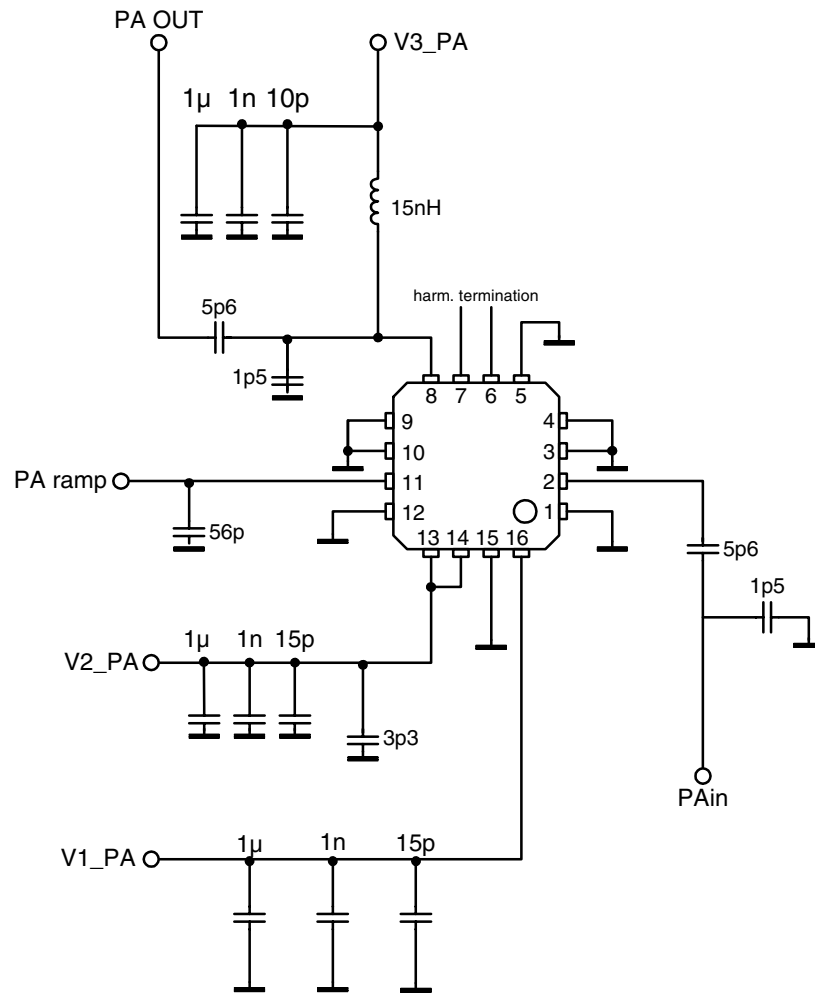 PA OUT
V3_PA
1µ 1n 10p
15nH
harm. termination
5p6
1p5
8 7 6 5
9 4
10 3
PA ramp 11 2
12 1
56p
13 14 15 16
5p6
1p5
1µ 1n 15p
V2_PA
3p3
PAin
1µ 1n 15p
V1_PA